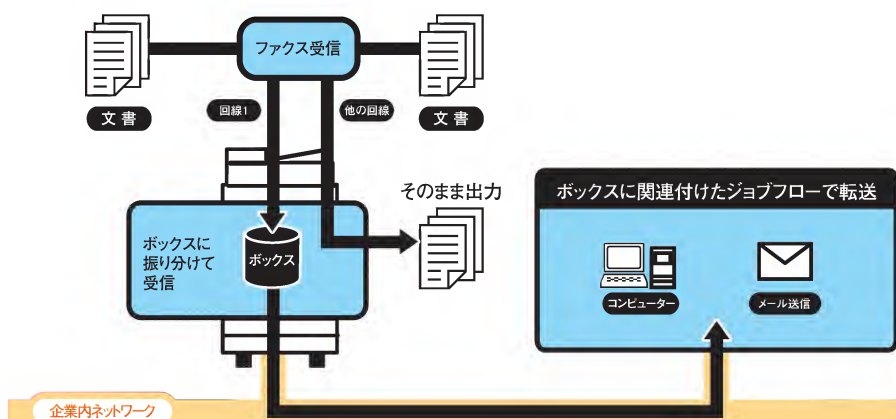 ファクス受信
文書
回線1
他の回線
文書
そのまま出力
ボックスに
振り分けて
受信
ボックス
ボックスに関連付けたジョブフローで転送
コンピューター
メール送信
企業内ネットワーク